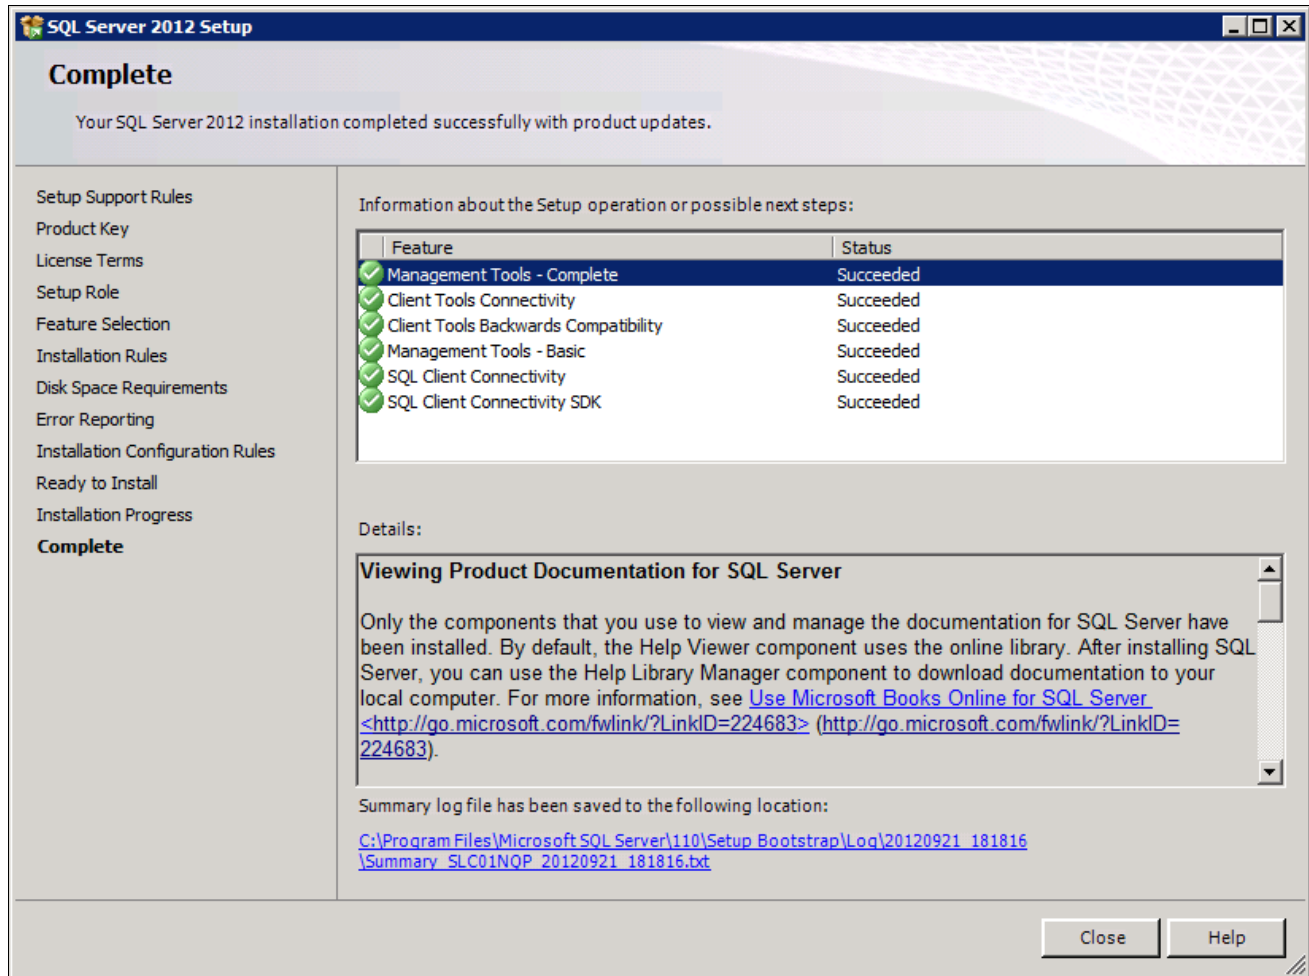 SQL Server 2012 Setup
Complete
Your SQL Server 2012 installation completed successfully with product updates.
Setup Support Rules
Product Key
License Terms
Setup Role
Feature Selection
Installation Rules
Disk Space Requirements
Error Reporting
Installation Configuration Rules
Ready to Install
Installation Progress
Complete
Information about the Setup operation or possible next steps:
Feature Status
Management Tools - Complete Succeeded
Client Tools Connectivity Succeeded
Client Tools Backwards Compatibility Succeeded
Management Tools - Basic Succeeded
SQL Client Connectivity Succeeded
SQL Client Connectivity SDK Succeeded
Details:
Viewing Product Documentation for SQL Server
Only the components that you use to view and manage the documentation for SQL Server have
been installed. By default, the Help Viewer component uses the online library. After installing SQL
Server, you can use the Help Library Manager component to download documentation to your
local computer. For more information, see Use Microsoft Books Online for SQL Server
<http://go.microsoft.com/fwlink/?LinkID=224683> (http://go.microsoft.com/fwlink/?LinkID=
224683).
Summary log file has been saved to the following location:
C:\Program Files\Microsoft SQL Server\110\Setup Bootstrap\Log\20120921_181816
\Summary_SLC01NQP_20120921_181816.txt
Close Help